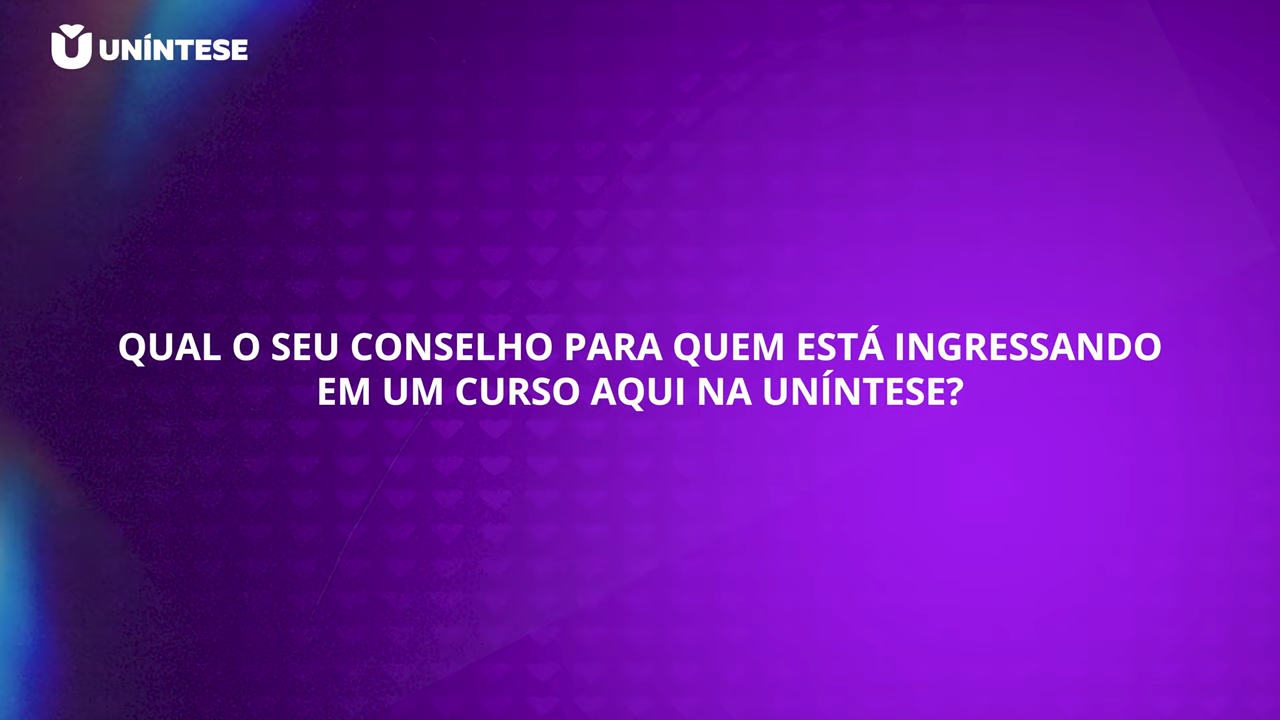 UNÍNTESE
QUAL O SEU CONSELHO PARA QUEM ESTÁ INGRESSANDO
EM UM CURSO AQUI NA UNÍNTESE?